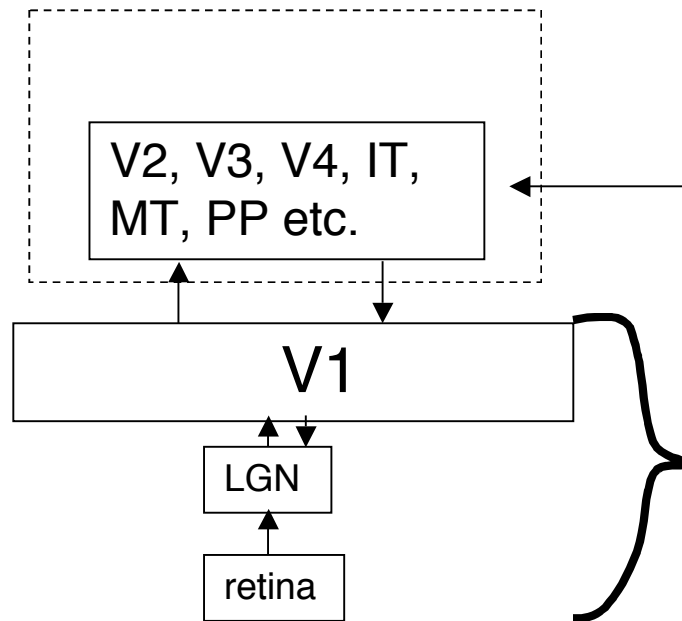 V2, V3, V4, IT,
MT, PP etc.
V1
LGN
retina